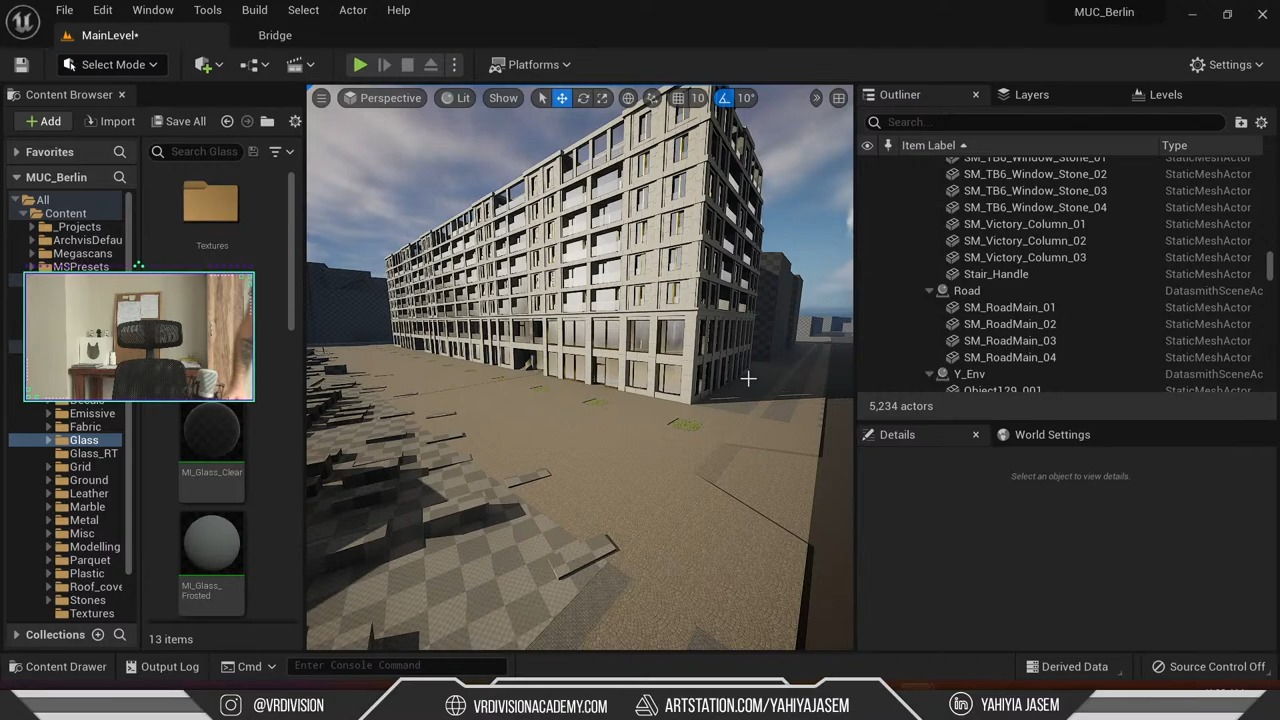 File Edit Window Tools Build Select Actor Help
MUC_Berlin
MainLevel*
Bridge
Select Mode
Platforms
Settings
Content Browser
Add
Import
Save All
Favorites
MUC_Berlin
All
Content
_Projects
ArchvisDefau
Megascans
MSPresets
Emissive
Fabric
Glass
Glass_RT
Grid
Ground
Leather
Marble
Metal
Misc
Modelling
Parquet
Plastic
Roof_cove
Stones
Textures
Collections
Search Glass
Textures
MI_Glass_Clear
MI_Glass_
Frosted
13 items
Perspective
Lit
Show
10
10°
Outliner
Layers
Levels
Search...
Item Label
Type
SM_TB6_Window_Stone_01 StaticMeshActor
SM_TB6_Window_Stone_02 StaticMeshActor
SM_TB6_Window_Stone_03 StaticMeshActor
SM_TB6_Window_Stone_04 StaticMeshActor
SM_Victory_Column_01 StaticMeshActor
SM_Victory_Column_02 StaticMeshActor
SM_Victory_Column_03 StaticMeshActor
Stair_Handle StaticMeshActor
Road DatasmithSceneAc
SM_RoadMain_01 StaticMeshActor
SM_RoadMain_02 StaticMeshActor
SM_RoadMain_03 StaticMeshActor
SM_RoadMain_04 StaticMeshActor
Y_Env DatasmithSceneAc
Object129_001 StaticMeshActor
5,234 actors
Details
World Settings
Select an object to view details.
Content Drawer
Output Log
Cmd
Enter Console Command
Derived Data
Source Control Off
@VRDIVISION
VRDIVISIONACADEMY.COM
ARTSTATION.COM/YAHIYAJASEM
YAHIYIA JASEM